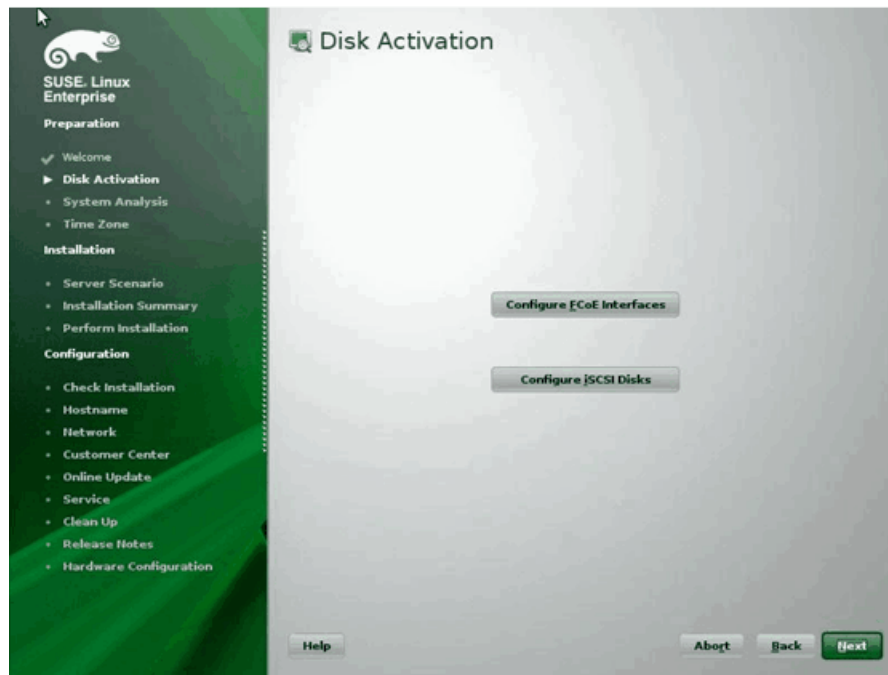 SUSE. Linux
Enterprise
Preparation
Welcome
Disk Activation
System Analysis
Time Zone
Installation
Server Scenario
Installation Summary
Perform Installation
Configuration
Check Installation
Hostname
Network
Customer Center
Online Update
Service
Clean Up
Release Notes
Hardware Configuration
Disk Activation
Configure FCoE Interfaces
Configure iSCSI Disks
Help
Abort
Back
Next